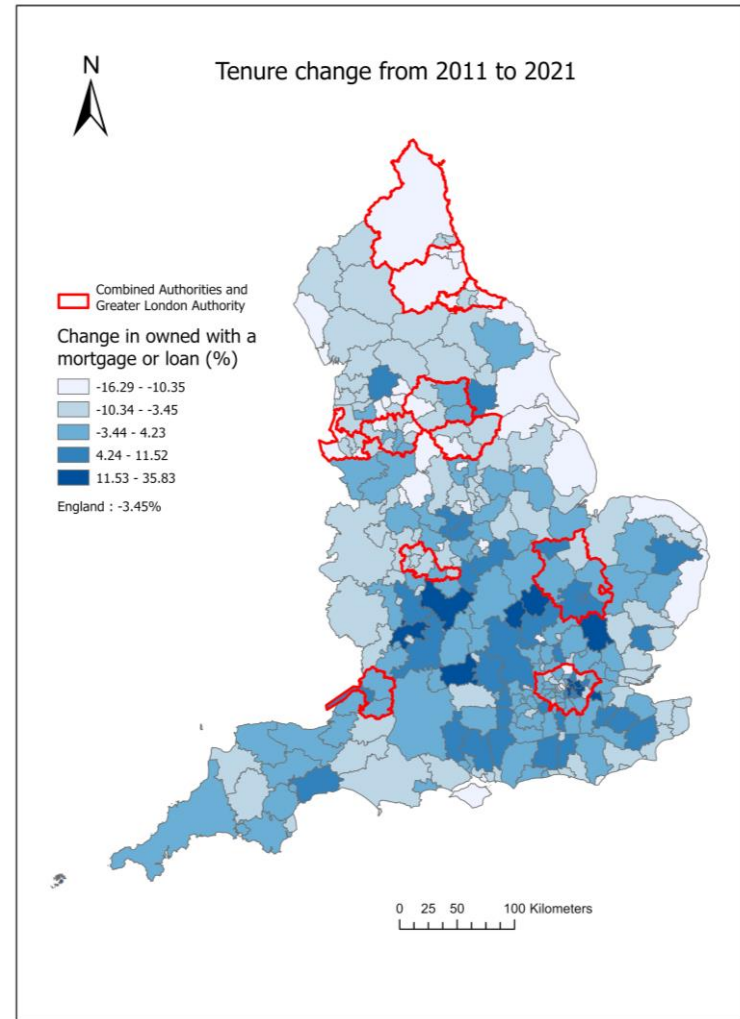 N
Tenure change from 2011 to 2021
Combined Authorities and
Greater London Authority
Change in owned with a
mortgage or loan (%)
-16.29 - -10.35
-10.34 - -3.45
-3.44 - 4.23
4.24 - 11.52
11.53 - 35.83
England : -3.45%
0 25 50 100 Kilometers